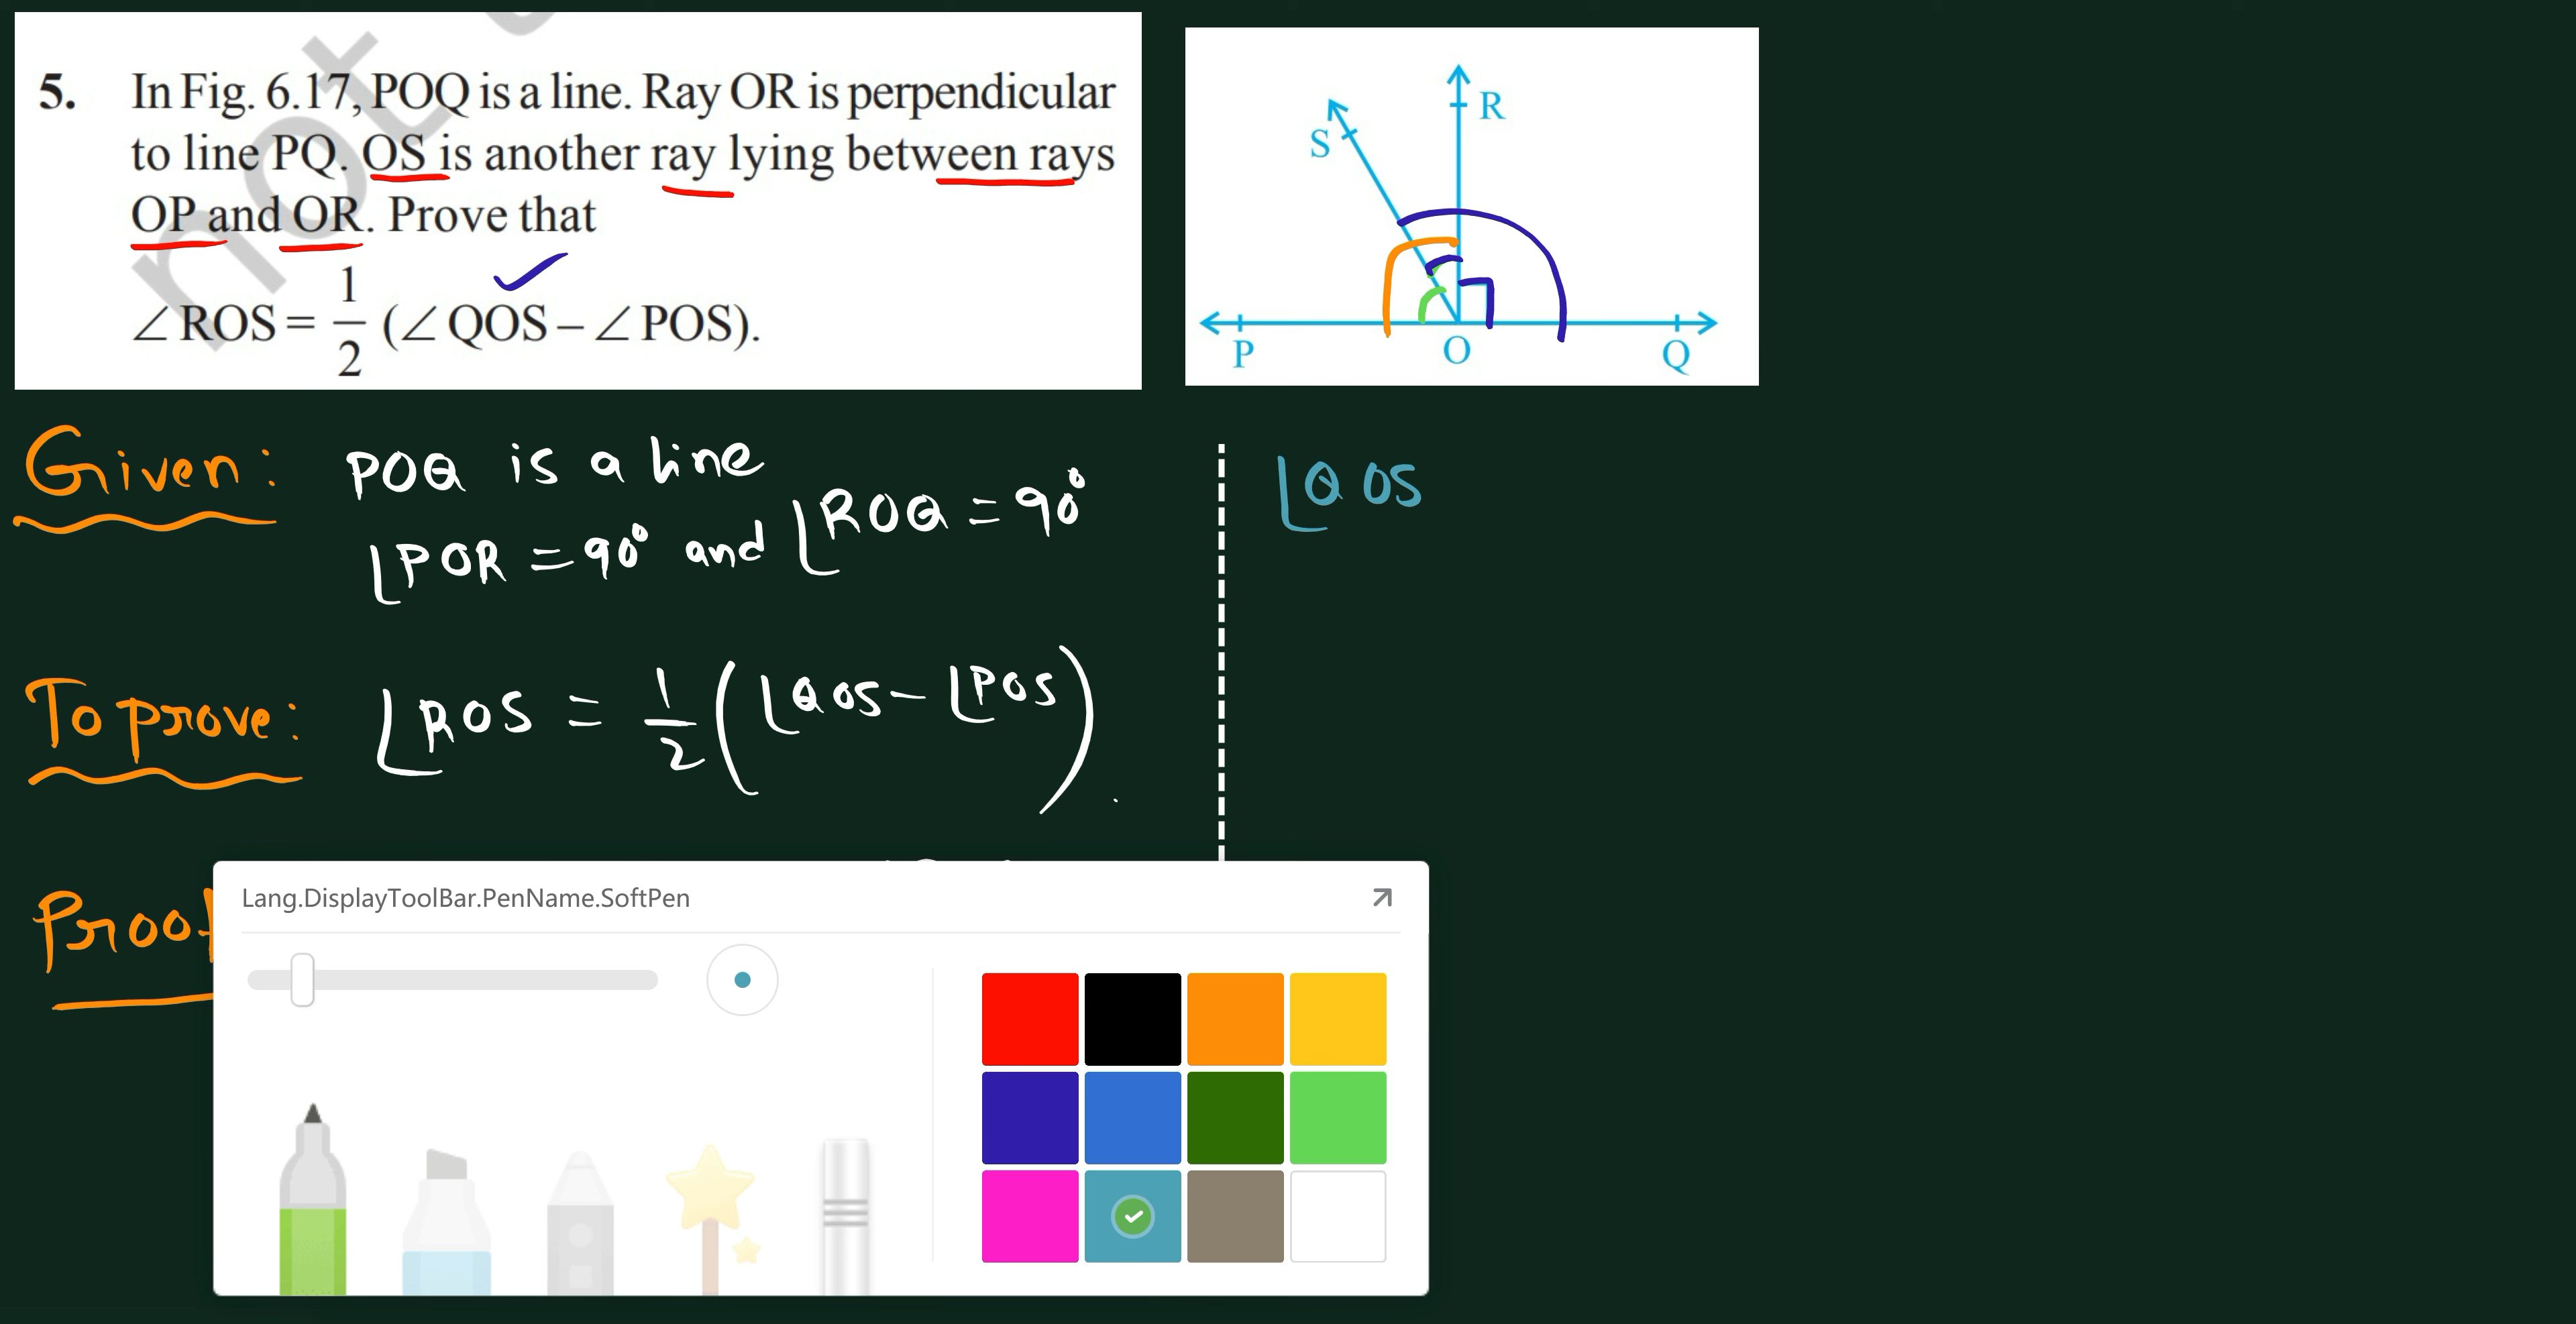 5. In Fig. 6.17, POQ is a line. Ray OR is perpendicular
to line PQ. OS is another ray lying between rays
OP and OR. Prove that
∠ROS = 1/2 (∠QOS – ∠POS).
R
S
P
O
Q
Given: POQ is a line
∠POR = 90° and ∠ROQ = 90°
To prove: ∠ROS = 1/2 (∠QOS – ∠POS).
∠QOS
Proof
Lang.DisplayToolBar.PenName.SoftPen